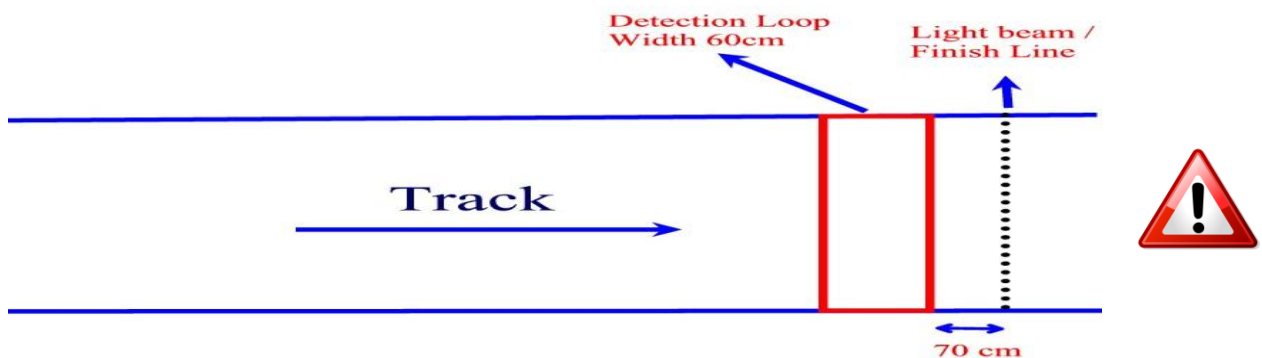 Detection Loop
Width 60cm
Light beam /
Finish Line
Track
70 cm